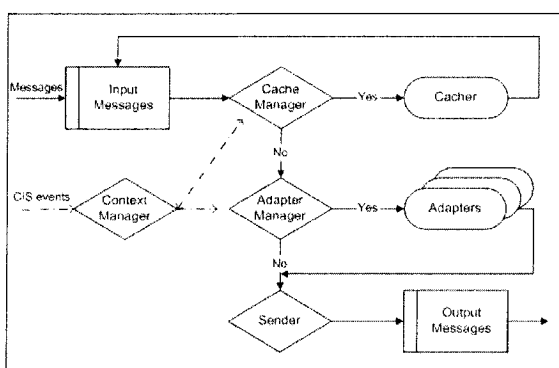 Messages
Input
Messages
Cache
Manager
Yes
Cacher
No
CIS events
Context
Manager
Adapter
Manager
Yes
Adapters
No
Sender
Output
Messages